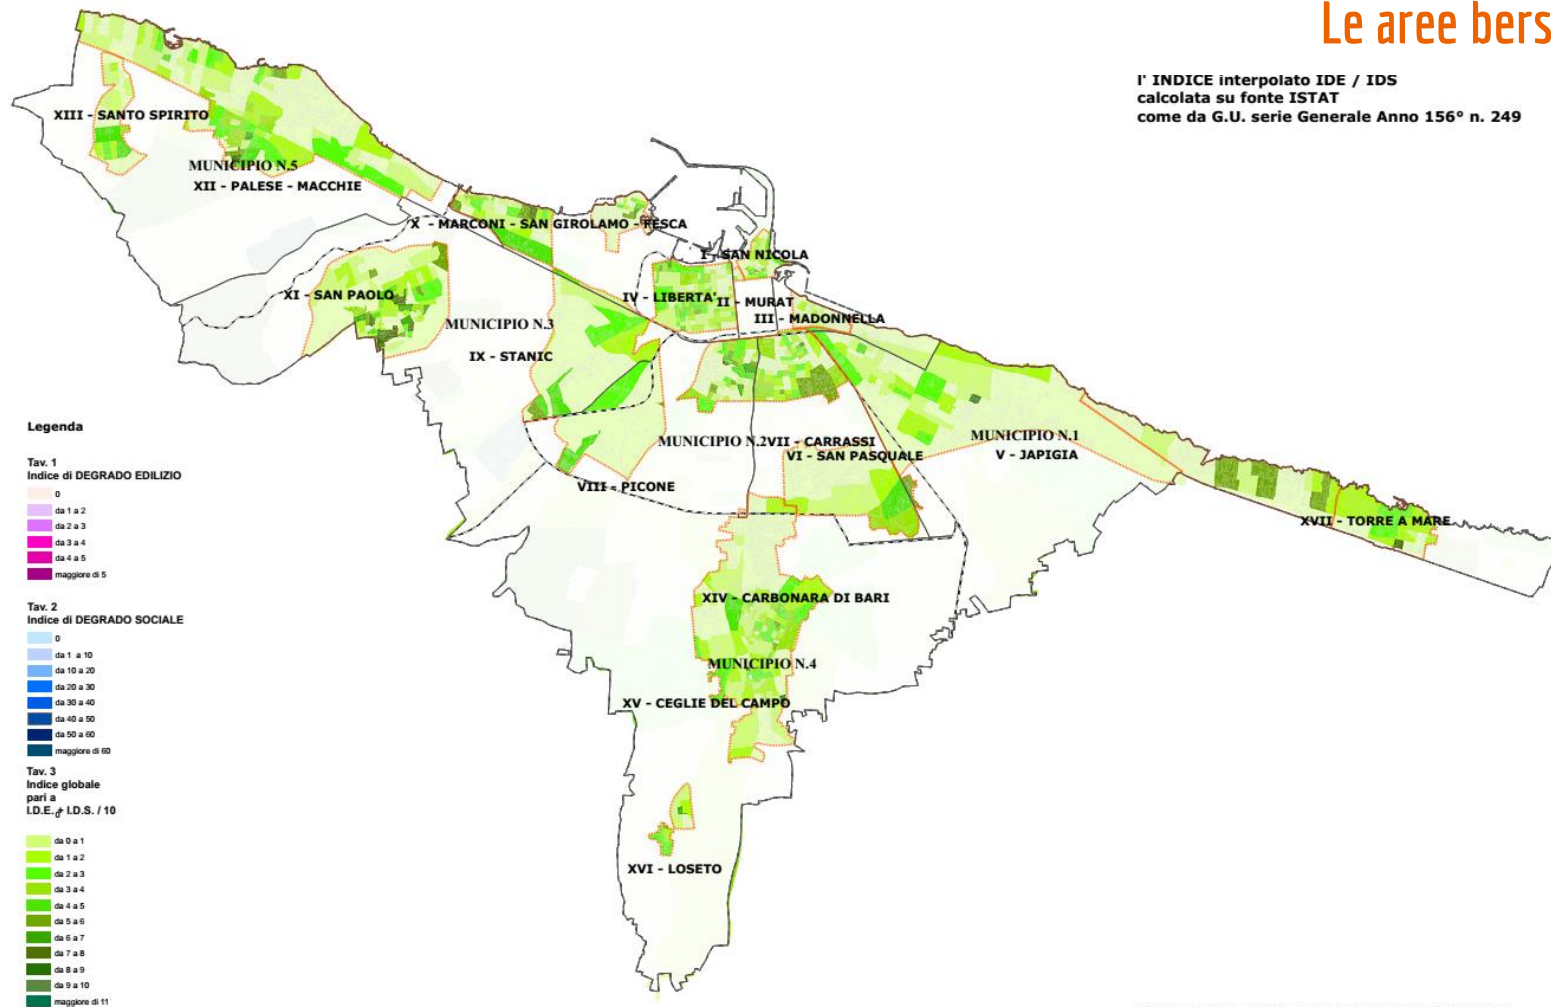 Le aree bers
l' INDICE interpolato IDE / IDS
calcolata su fonte ISTAT
come da G.U. serie Generale Anno 156° n. 249
XIII - SANTO SPIRITO
MUNICIPIO N.5
XII - PALESE - MACCHIE
X - MARCONI - SAN GIROLAMO - FESCA
I - SAN NICOLA
XI - SAN PAOLO
IV - LIBERTA'
II - MURAT
III - MADONNELLA
MUNICIPIO N.3
IX - STANIC
MUNICIPIO N.2
VII - CARRASSI
MUNICIPIO N.1
VI - SAN PASQUALE
V - JAPIGIA
VIII - PICONE
XVII - TORRE A MARE
XIV - CARBONARA DI BARI
MUNICIPIO N.4
XV - CEGLIE DEL CAMPO
XVI - LOSETO
Legenda
Tav. 1
Indice di DEGRADO EDILIZIO
0
da 1 a 2
da 2 a 3
da 3 a 4
da 4 a 5
maggiore di 5
Tav. 2
Indice di DEGRADO SOCIALE
0
da 1 a 10
da 10 a 20
da 20 a 30
da 30 a 40
da 40 a 50
da 50 a 60
maggiore di 60
Tav. 3
Indice globale
pari a
I.D.E. + I.D.S. / 10
0
da 0 a 1
da 1 a 2
da 2 a 3
da 3 a 4
da 4 a 5
da 5 a 6
da 6 a 7
da 7 a 8
da 8 a 9
da 9 a 10
maggiore di 11